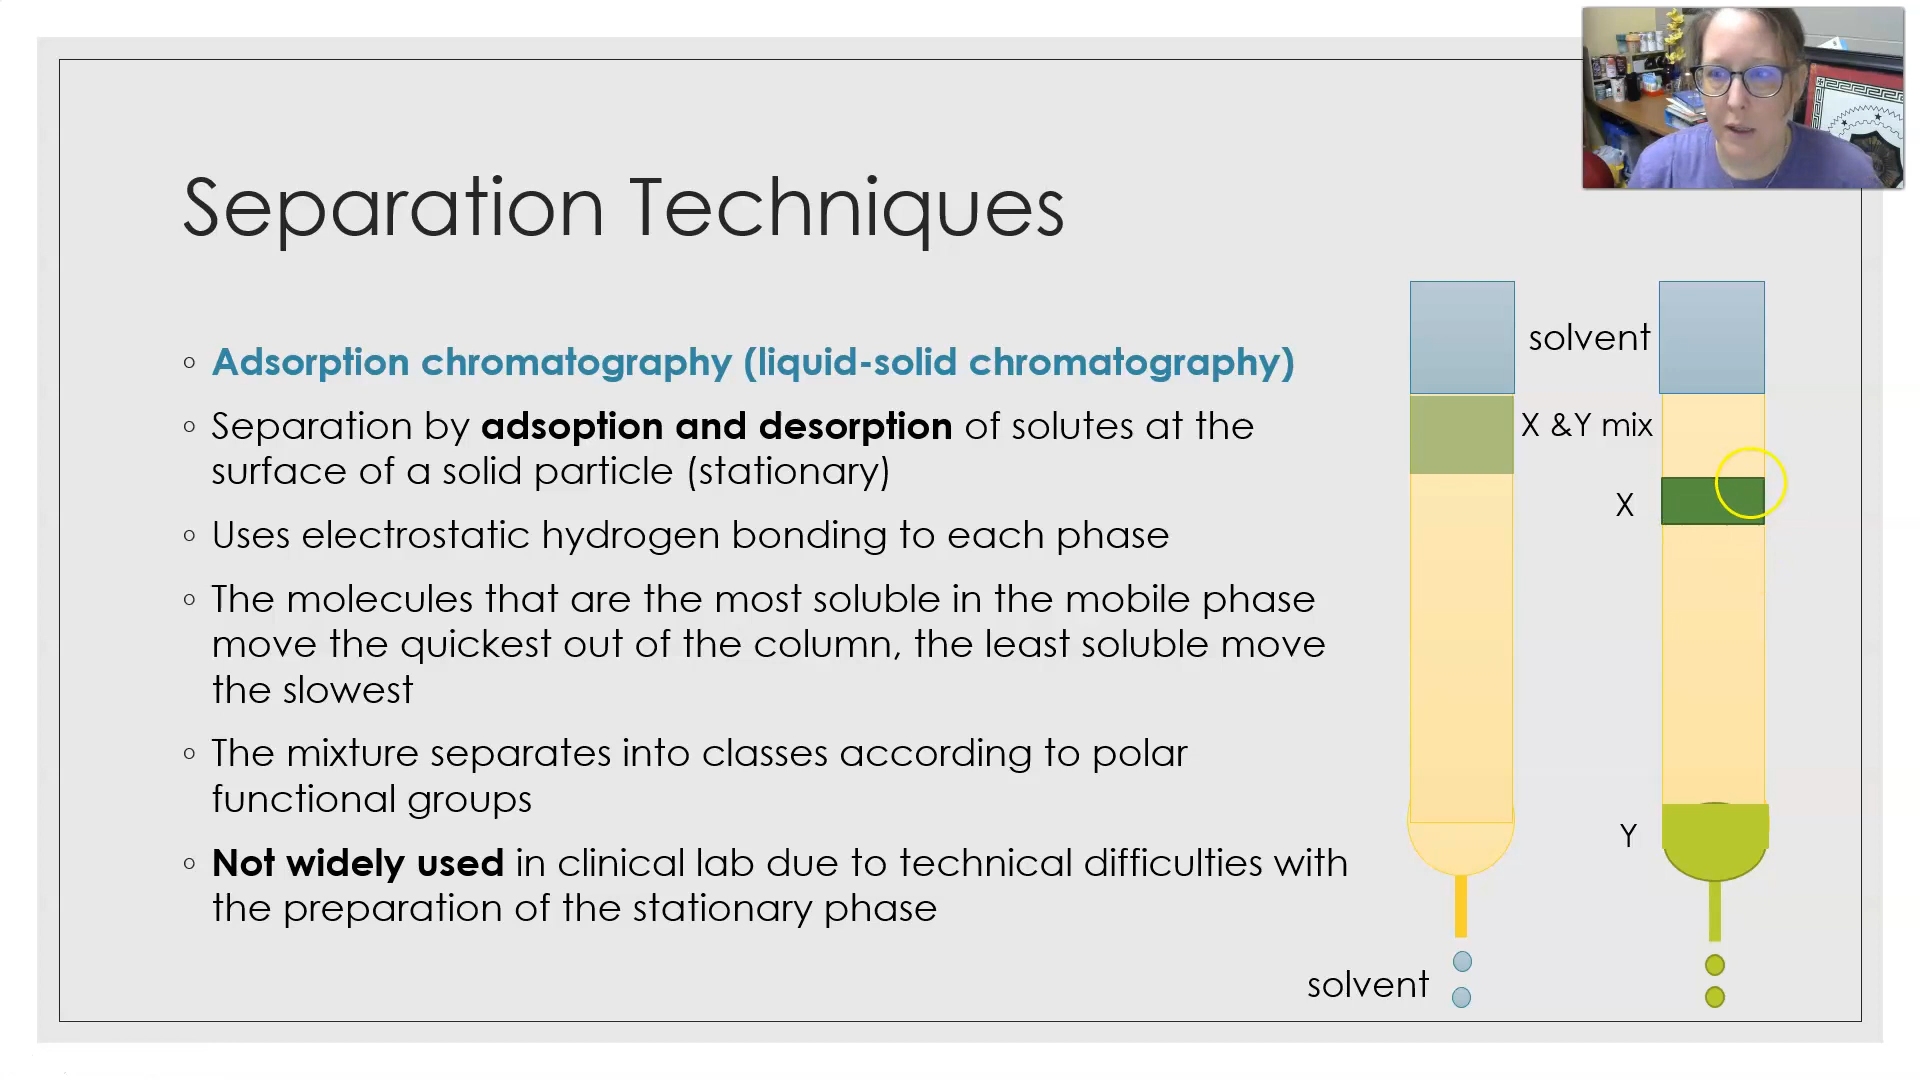 Separation Techniques
◦ Adsorption chromatography (liquid-solid chromatography)
◦ Separation by adsoption and desorption of solutes at the
surface of a solid particle (stationary)
◦ Uses electrostatic hydrogen bonding to each phase
◦ The molecules that are the most soluble in the mobile phase
move the quickest out of the column, the least soluble move
the slowest
◦ The mixture separates into classes according to polar
functional groups
◦ Not widely used in clinical lab due to technical difficulties with
the preparation of the stationary phase
solvent
X &Y mix
X
Y
solvent